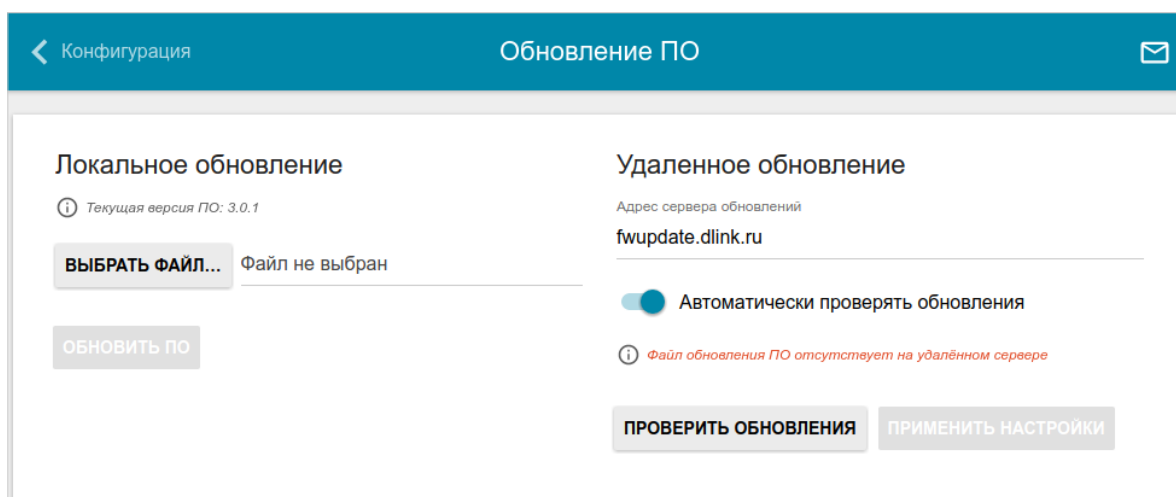 Конфигурация
Обновление ПО
Локальное обновление
Текущая версия ПО: 3.0.1
ВЫБРАТЬ ФАЙЛ...
Файл не выбран
ОБНОВИТЬ ПО
Удаленное обновление
Адрес сервера обновлений
fwupdate.dlink.ru
Автоматически проверять обновления
Файл обновления ПО отсутствует на удалённом сервере
ПРОВЕРИТЬ ОБНОВЛЕНИЯ
ПРИМЕНИТЬ НАСТРОЙКИ